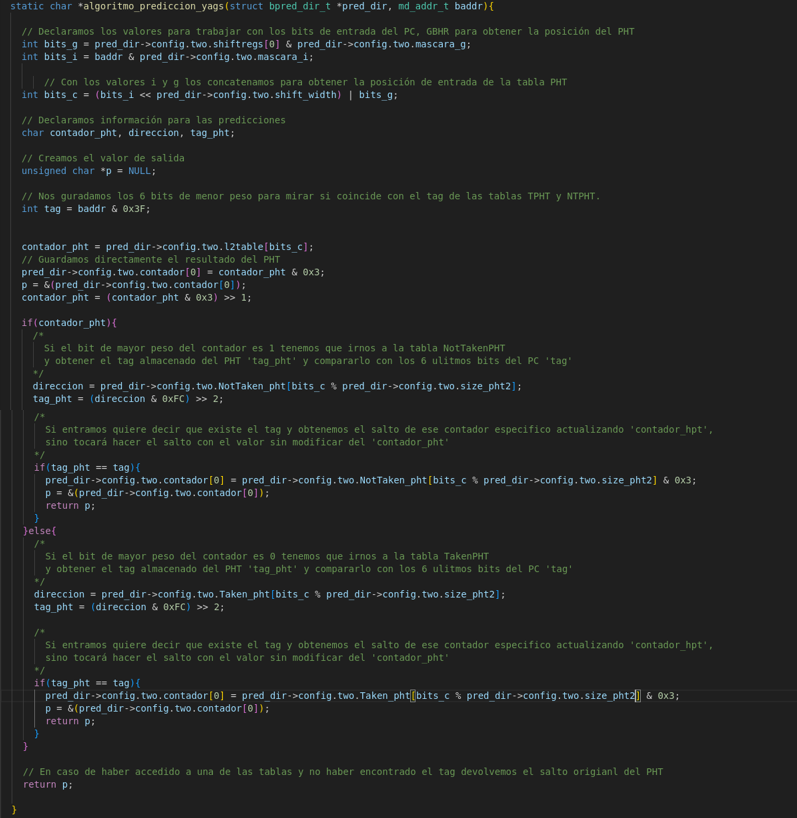 static char *algoritmo_prediccion_yags(struct bpred_dir_t *pred_dir, md_addr_t baddr){
// Declaramos los valores para trabajar con los bits de entrada del PC, GBHR para obtener la posición del PHT
int bits_g = pred_dir->config.two.shiftregs[0] & pred_dir->config.two.mascara_g;
int bits_i = baddr & pred_dir->config.two.mascara_i;
// Con los valores i y g los concatenamos para obtener la posición de entrada de la tabla PHT
int bits_c = (bits_i << pred_dir->config.two.shift_width) | bits_g;
// Declaramos información para las predicciones
char contador_pht, direccion, tag_pht;
// Creamos el valor de salida
unsigned char *p = NULL;
// Nos guradamos los 6 bits de menor peso para mirar si coincide con el tag de las tablas TPHT y NTPHT.
int tag = baddr & 0x3F;
contador_pht = pred_dir->config.two.l2table[bits_c];
// Guardamos directamente el resultado del PHT
pred_dir->config.two.contador[0] = contador_pht & 0x3;
p = &(pred_dir->config.two.contador[0]);
contador_pht = (contador_pht & 0x3) >> 1;
if(contador_pht){
/*
Si el bit de mayor peso del contador es 1 tenemos que irnos a la tabla NotTakenPHT
y obtener el tag almacenado del PHT 'tag_pht' y compararlo con los 6 ulitmos bits del PC 'tag'
*/
direccion = pred_dir->config.two.NotTaken_pht[bits_c % pred_dir->config.two.size_pht2];
tag_pht = (direccion & 0xFC) >> 2;
/*
Si entramos quiere decir que existe el tag y obtenemos el salto de ese contador especifico actualizando 'contador_hpt',
sino tocará hacer el salto con el valor sin modificar del 'contador_pht'
*/
if(tag_pht == tag){
pred_dir->config.two.contador[0] = pred_dir->config.two.NotTaken_pht[bits_c % pred_dir->config.two.size_pht2] & 0x3;
p = &(pred_dir->config.two.contador[0]);
return p;
}
}else{
/*
Si el bit de mayor peso del contador es 0 tenemos que irnos a la tabla TakenPHT
y obtener el tag almacenado del PHT 'tag_pht' y compararlo con los 6 ulitmos bits del PC 'tag'
*/
direccion = pred_dir->config.two.Taken_pht[bits_c % pred_dir->config.two.size_pht2];
tag_pht = (direccion & 0xFC) >> 2;
/*
Si entramos quiere decir que existe el tag y obtenemos el salto de ese contador especifico actualizando 'contador_hpt',
sino tocará hacer el salto con el valor sin modificar del 'contador_pht'
*/
if(tag_pht == tag){
pred_dir->config.two.contador[0] = pred_dir->config.two.Taken_pht[bits_c % pred_dir->config.two.size_pht2] & 0x3;
p = &(pred_dir->config.two.contador[0]);
return p;
}
}
// En caso de haber accedido a una de las tablas y no haber encontrado el tag devolvemos el salto origianl del PHT
return p;
}